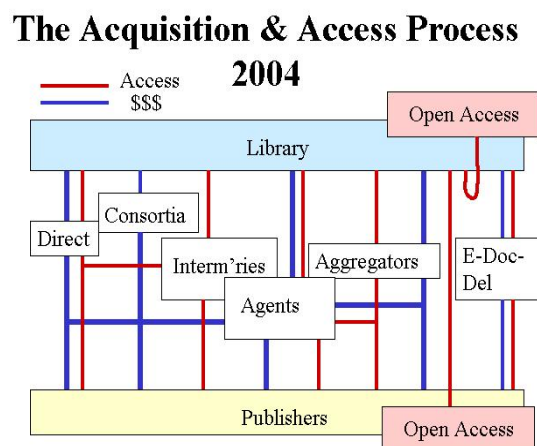 The Acquisition & Access Process
2004
Access
$$$
Open Access
Library
Consortia
Direct
Interm'ries
Aggregators
E-Doc-
Del
Agents
Publishers
Open Access